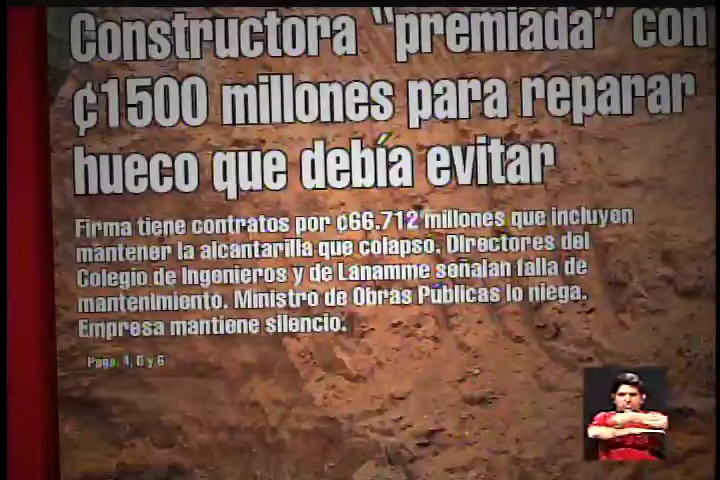 Constructora "premiada" con
₡1500 millones para reparar
hueco que debía evitar
Firma tiene contratos por ₡66.712 millones que incluyen
mantener la alcantarilla que colapso. Directores del
Colegio de Ingenieros y de Lanamme señalan falla de
mantenimiento. Ministro de Obras Públicas lo niega.
Empresa mantiene silencio.
y 6